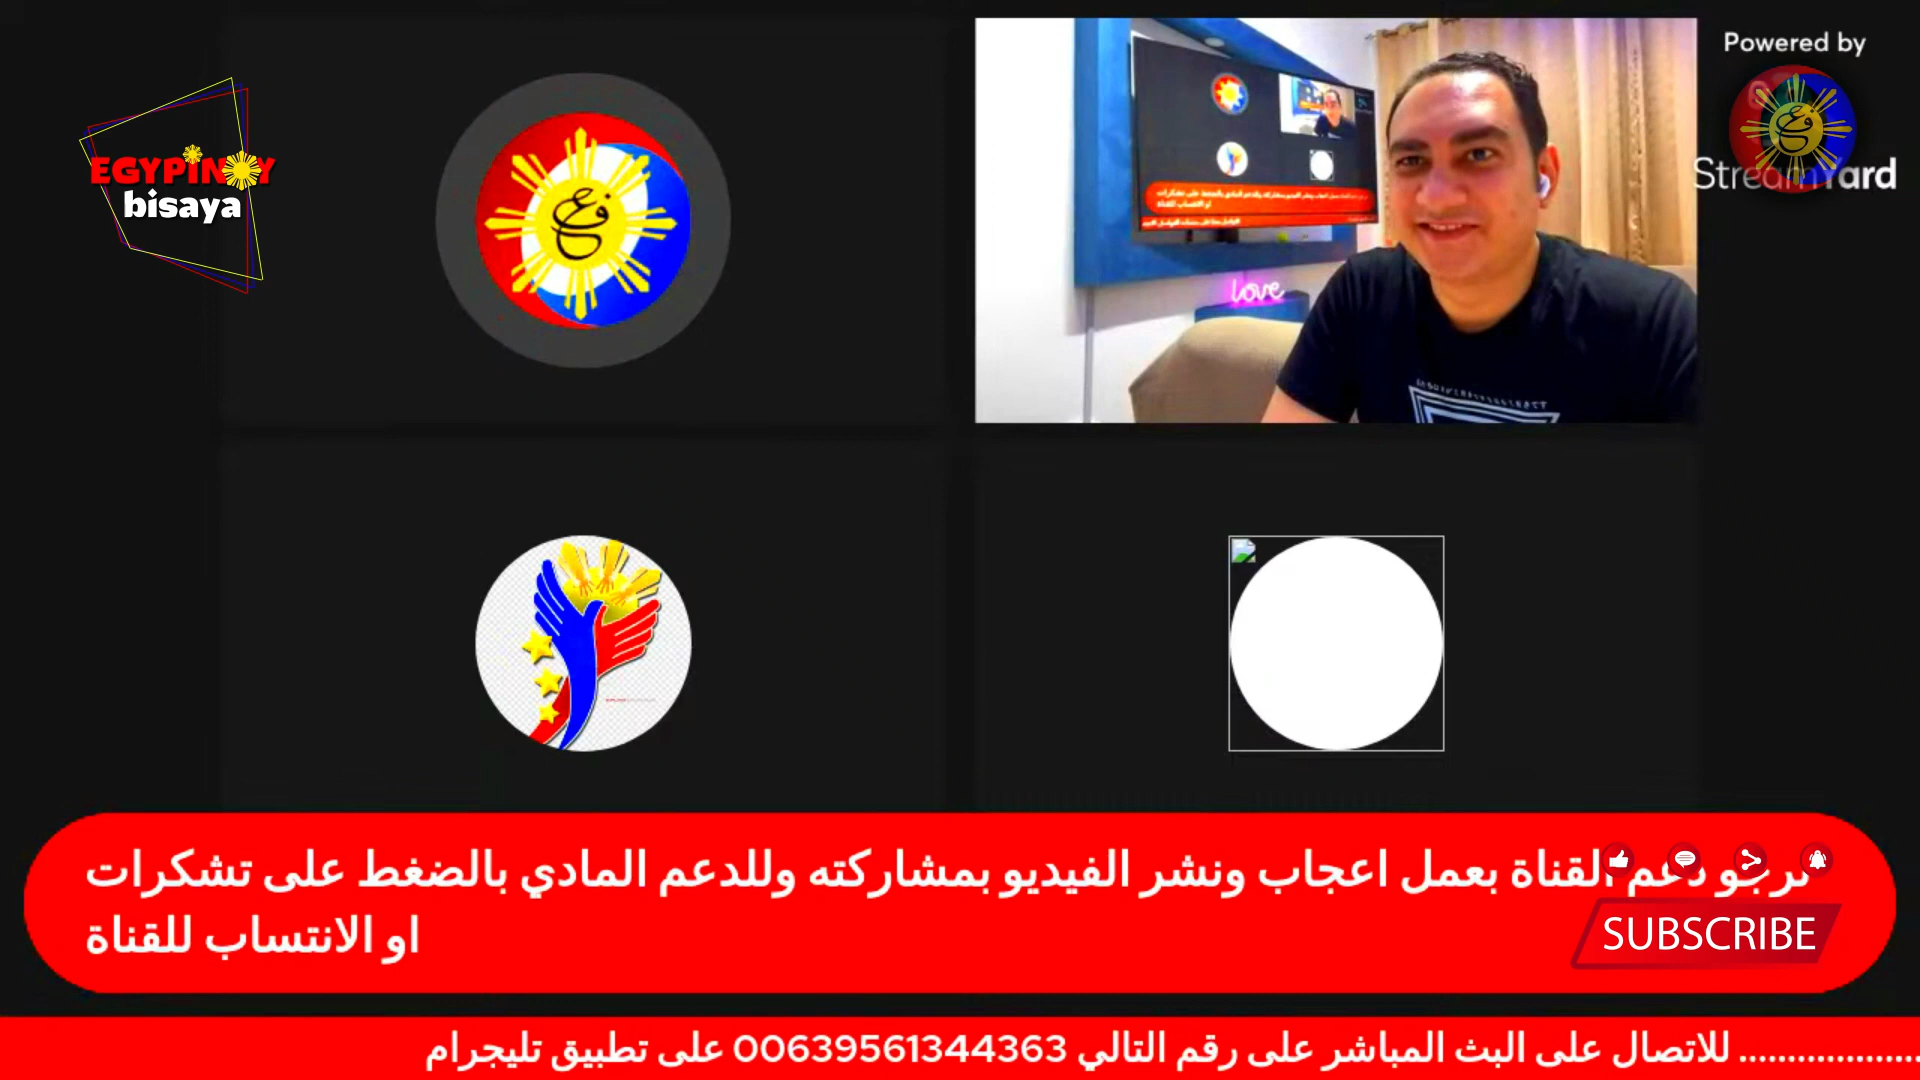 Powered by
StreamYard
EGYPINOY
bisaya
love
نرجو دعم القناة بعمل اعجاب ونشر الفيديو بمشاركته وللدعم المادي بالضغط على تشكرات
او الانتساب للقناة
SUBSCRIBE
للاتصال على البث المباشر على رقم التالي 00639561344363 على تطبيق تليجرام ...................